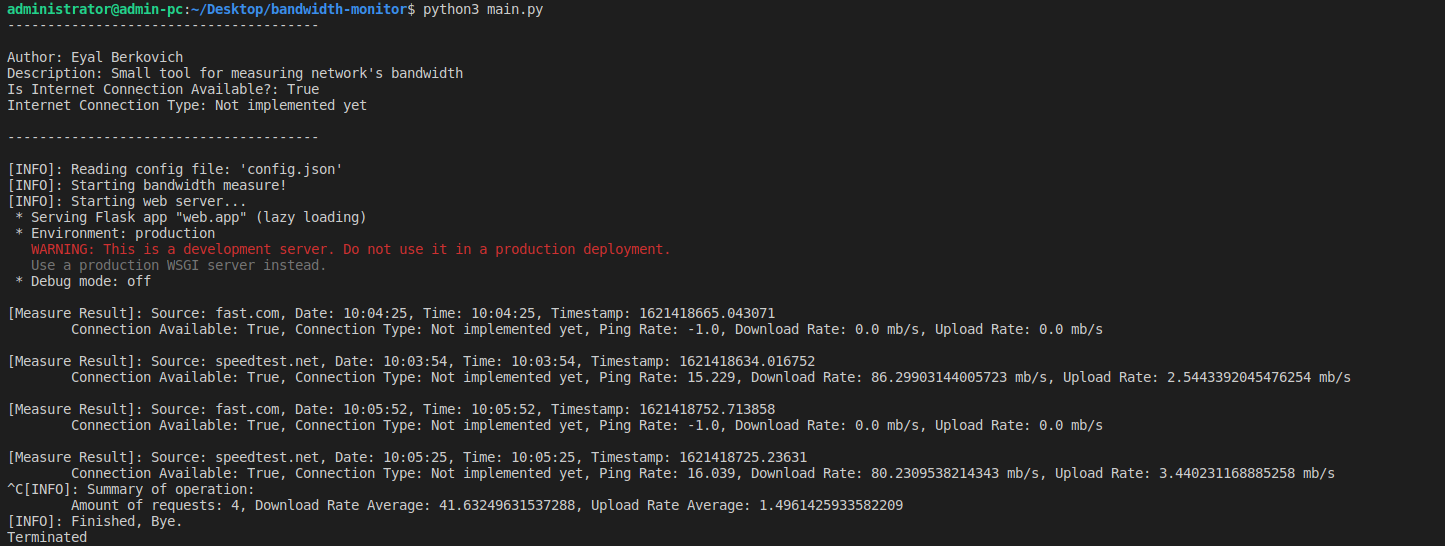 administrator@admin-pc:~/Desktop/bandwidth-monitor$ python3 main.py
---------------------------------------
Author: Eyal Berkovich
Description: Small tool for measuring network's bandwidth
Is Internet Connection Available?: True
Internet Connection Type: Not implemented yet
---------------------------------------
[INFO]: Reading config file: 'config.json'
[INFO]: Starting bandwidth measure!
[INFO]: Starting web server...
* Serving Flask app "web.app" (lazy loading)
* Environment: production
WARNING: This is a development server. Do not use it in a production deployment.
Use a production WSGI server instead.
* Debug mode: off
[Measure Result]: Source: fast.com, Date: 10:04:25, Time: 10:04:25, Timestamp: 1621418665.043071
Connection Available: True, Connection Type: Not implemented yet, Ping Rate: -1.0, Download Rate: 0.0 mb/s, Upload Rate: 0.0 mb/s
[Measure Result]: Source: speedtest.net, Date: 10:03:54, Time: 10:03:54, Timestamp: 1621418634.016752
Connection Available: True, Connection Type: Not implemented yet, Ping Rate: 15.229, Download Rate: 86.29903144005723 mb/s, Upload Rate: 2.5443392045476254 mb/s
[Measure Result]: Source: fast.com, Date: 10:05:52, Time: 10:05:52, Timestamp: 1621418752.713858
Connection Available: True, Connection Type: Not implemented yet, Ping Rate: -1.0, Download Rate: 0.0 mb/s, Upload Rate: 0.0 mb/s
[Measure Result]: Source: speedtest.net, Date: 10:05:25, Time: 10:05:25, Timestamp: 1621418725.23631
Connection Available: True, Connection Type: Not implemented yet, Ping Rate: 16.039, Download Rate: 80.2309538214343 mb/s, Upload Rate: 3.440231168885258 mb/s
^C[INFO]: Summary of operation:
Amount of requests: 4, Download Rate Average: 41.63249631537288, Upload Rate Average: 1.4961425933582209
[INFO]: Finished, Bye.
Terminated